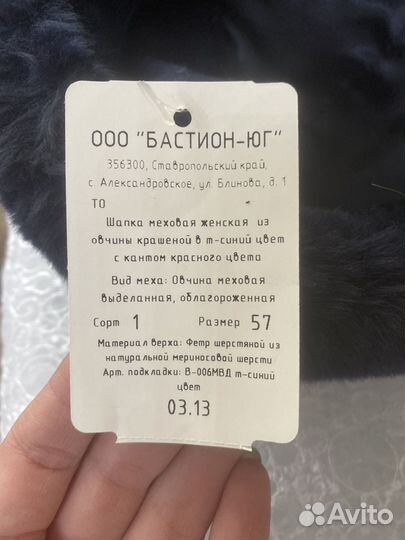 ООО "БАСТИОН-ЮГ"
356300, Ставропольский край,
с. Александровское, ул. Блинова, д. 1
ТО
Шапка меховая женская из
овчины крашеной в т-синий цвет
с кантом красного цвета
Вид меха: Овчина меховая
выделанная, облагороженная
Сорт 1 Размер 57
Материал верха: Фетр шерстяной из
натуральной мериносовой шерсти
Арт. подкладки: В-006МВД т-синий
цвет
03.13
Avito